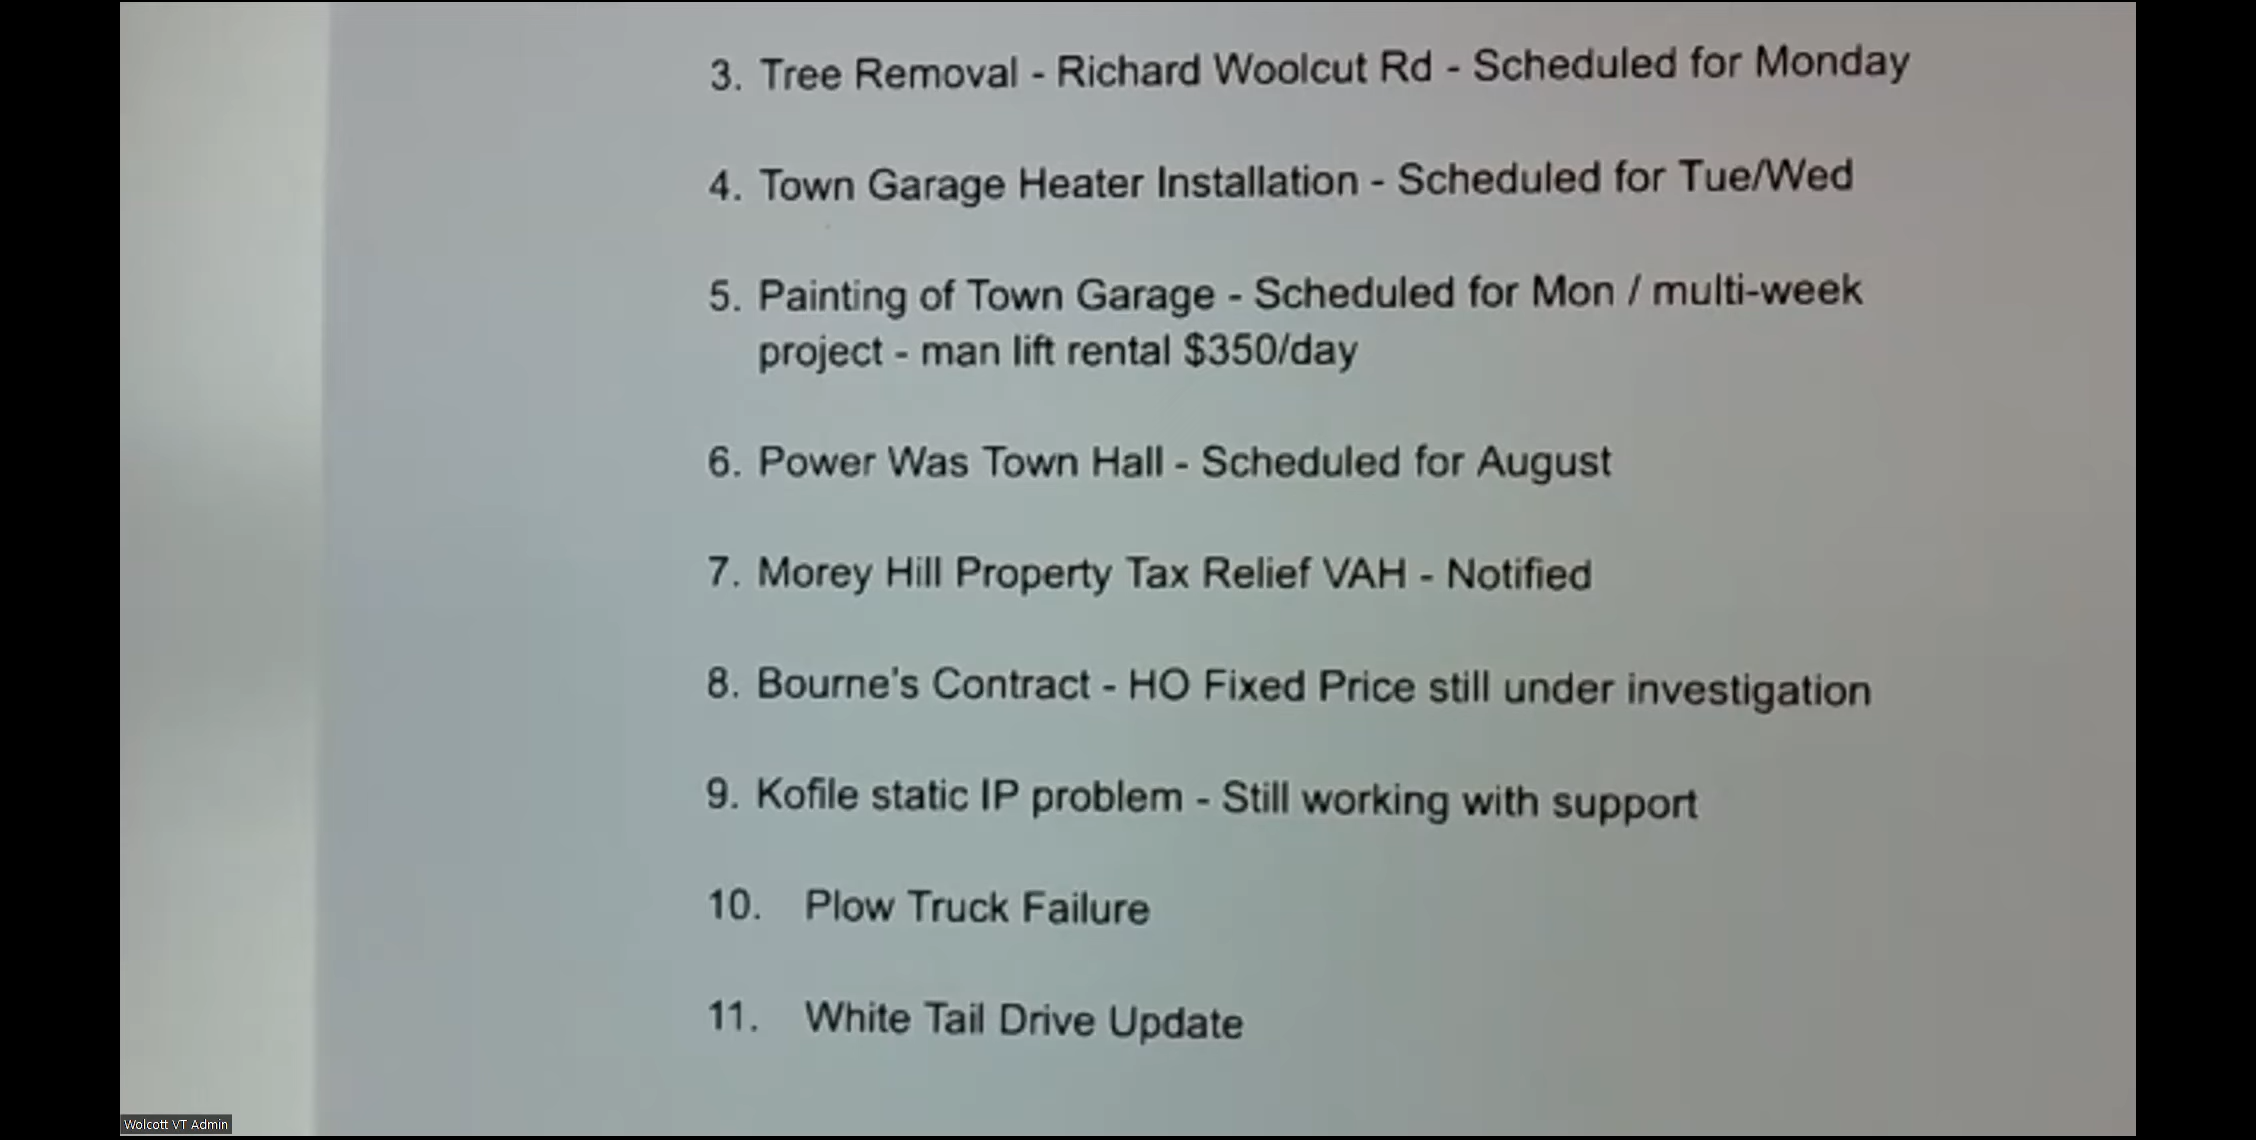 3. Tree Removal - Richard Woolcut Rd - Scheduled for Monday
4. Town Garage Heater Installation - Scheduled for Tue/Wed
5. Painting of Town Garage - Scheduled for Mon / multi-week
project - man lift rental $350/day
6. Power Was Town Hall - Scheduled for August
7. Morey Hill Property Tax Relief VAH - Notified
8. Bourne's Contract - HO Fixed Price still under investigation
9. Kofile static IP problem - Still working with support
10. Plow Truck Failure
11. White Tail Drive Update
Wolcott VT Admin